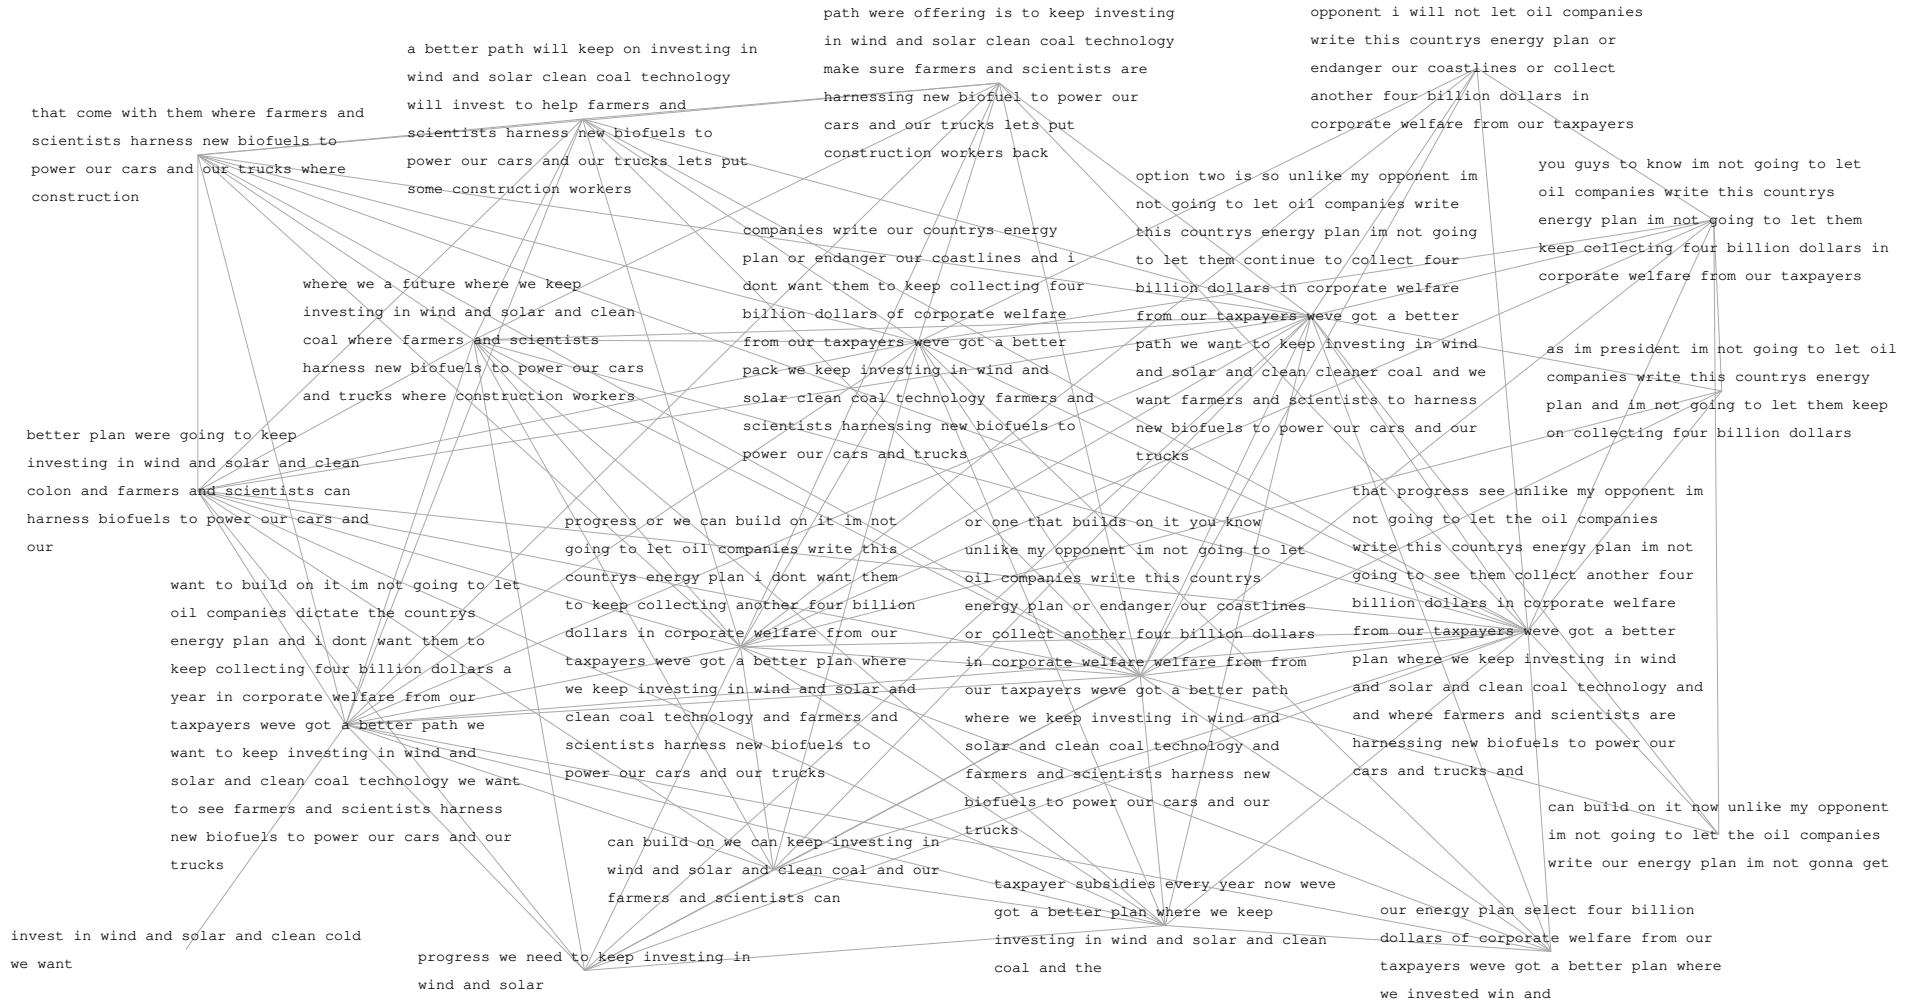 path were offering is to keep investing
in wind and solar clean coal technology
make sure farmers and scientists are
harnessing new biofuel to power our
cars and our trucks lets put
construction workers back
opponent i will not let oil companies
write this countrys energy plan or
endanger our coastlines or collect
another four billion dollars in
corporate welfare from our taxpayers
a better path will keep on investing in
wind and solar clean coal technology
will invest to help farmers and
scientists harness new biofuels to
power our cars and our trucks lets put
some construction workers
that come with them where farmers and
scientists harness new biofuels to
power our cars and our trucks where
construction
you guys to know im not going to let
oil companies write this countrys
energy plan im not going to let them
keep collecting four billion dollars in
corporate welfare from our taxpayers
option two is so unlike my opponent im
not going to let oil companies write
this countrys energy plan im not going
to let them continue to collect four
billion dollars in corporate welfare
from our taxpayers weve got a better
path we want to keep investing in wind
and solar and clean cleaner coal and we
want farmers and scientists to harness
new biofuels to power our cars and our
trucks
companies write our countrys energy
plan or endanger our coastlines and i
dont want them to keep collecting four
billion dollars of corporate welfare
from our taxpayers weve got a better
pack we keep investing in wind and
solar clean coal technology farmers and
scientists harnessing new biofuels to
power our cars and trucks
where we a future where we keep
investing in wind and solar and clean
coal where farmers and scientists
harness new biofuels to power our cars
and trucks where construction workers
as im president im not going to let oil
companies write this countrys energy
plan and im not going to let them keep
on collecting four billion dollars
better plan were going to keep
investing in wind and solar and clean
colon and farmers and scientists can
harness biofuels to power our cars and
our
that progress see unlike my opponent im
not going to let the oil companies
write this countrys energy plan im not
going to see them collect another four
billion dollars in corporate welfare
from our taxpayers weve got a better
plan where we keep investing in wind
and solar and clean coal technology and
and where farmers and scientists are
harnessing new biofuels to power our
cars and trucks and
progress or we can build on it im not
going to let oil companies write this
countrys energy plan i dont want them
to keep collecting another four billion
dollars in corporate welfare from our
taxpayers weve got a better plan where
we keep investing in wind and solar and
clean coal technology and farmers and
scientists harness new biofuels to
power our cars and our trucks
or one that builds on it you know
unlike my opponent im not going to let
oil companies write this countrys
energy plan or endanger our coastlines
or collect another four billion dollars
in corporate welfare welfare from from
our taxpayers weve got a better path
where we keep investing in wind and
solar and clean coal technology and
farmers and scientists harness new
biofuels to power our cars and our
trucks
want to build on it im not going to let
oil companies dictate the countrys
energy plan and i dont want them to
keep collecting four billion dollars a
year in corporate welfare from our
taxpayers weve got a better path we
want to keep investing in wind and
solar and clean coal technology we want
to see farmers and scientists harness
new biofuels to power our cars and our
trucks
can build on it now unlike my opponent
im not going to let the oil companies
write our energy plan im not gonna get
can build on we can keep investing in
wind and solar and clean coal and our
farmers and scientists can
taxpayer subsidies every year now weve
got a better plan where we keep
investing in wind and solar and clean
coal and the
our energy plan select four billion
dollars of corporate welfare from our
taxpayers weve got a better plan where
we invested win and
invest in wind and solar and clean cold
we want
progress we need to keep investing in
wind and solar